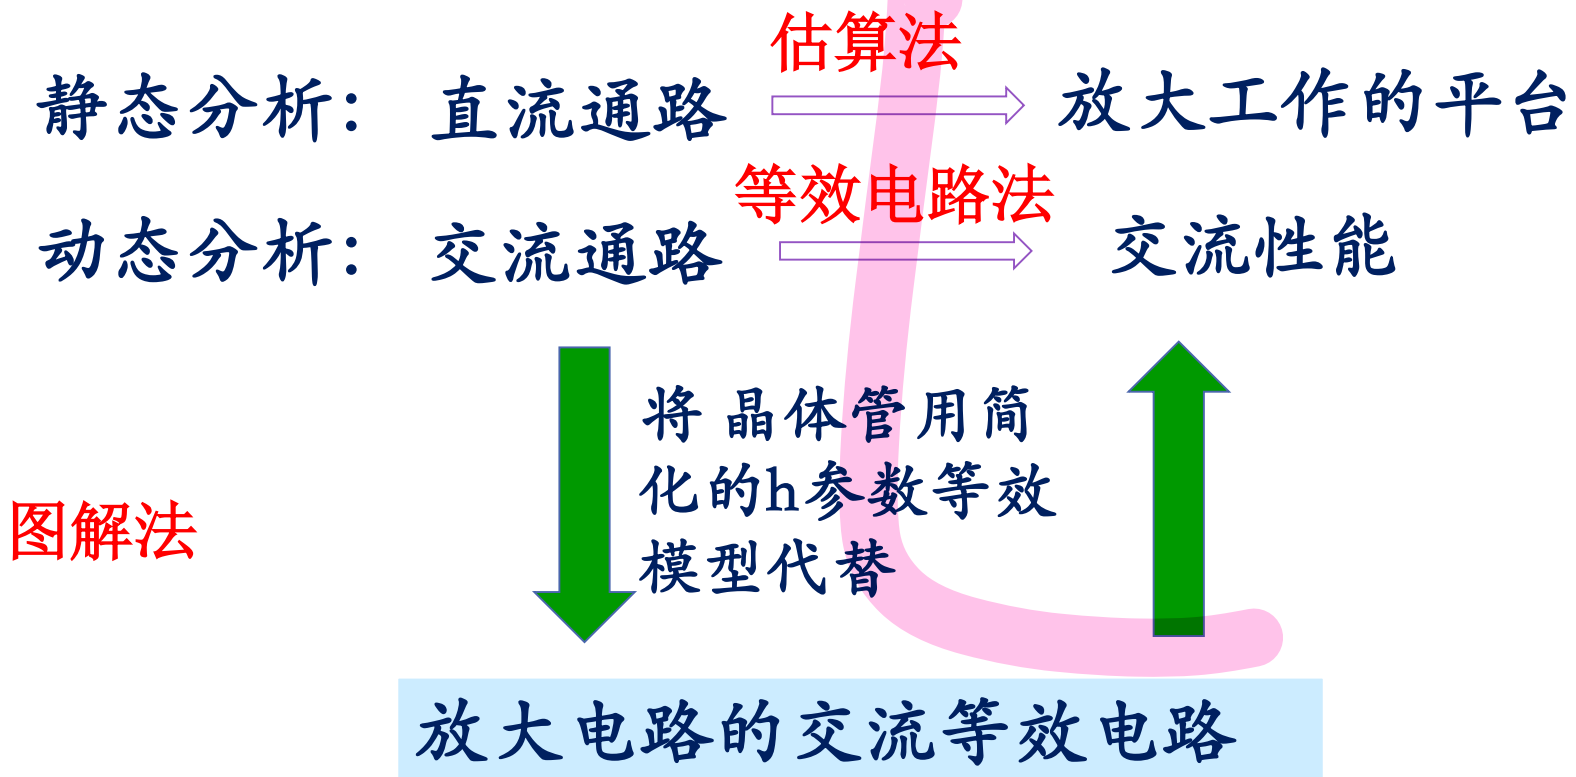 估算法
静态分析： 直流通路 放大工作的平台
等效电路法
动态分析： 交流通路 交流性能
将 晶体管用简
化的h参数等效
模型代替
图解法
放大电路的交流等效电路